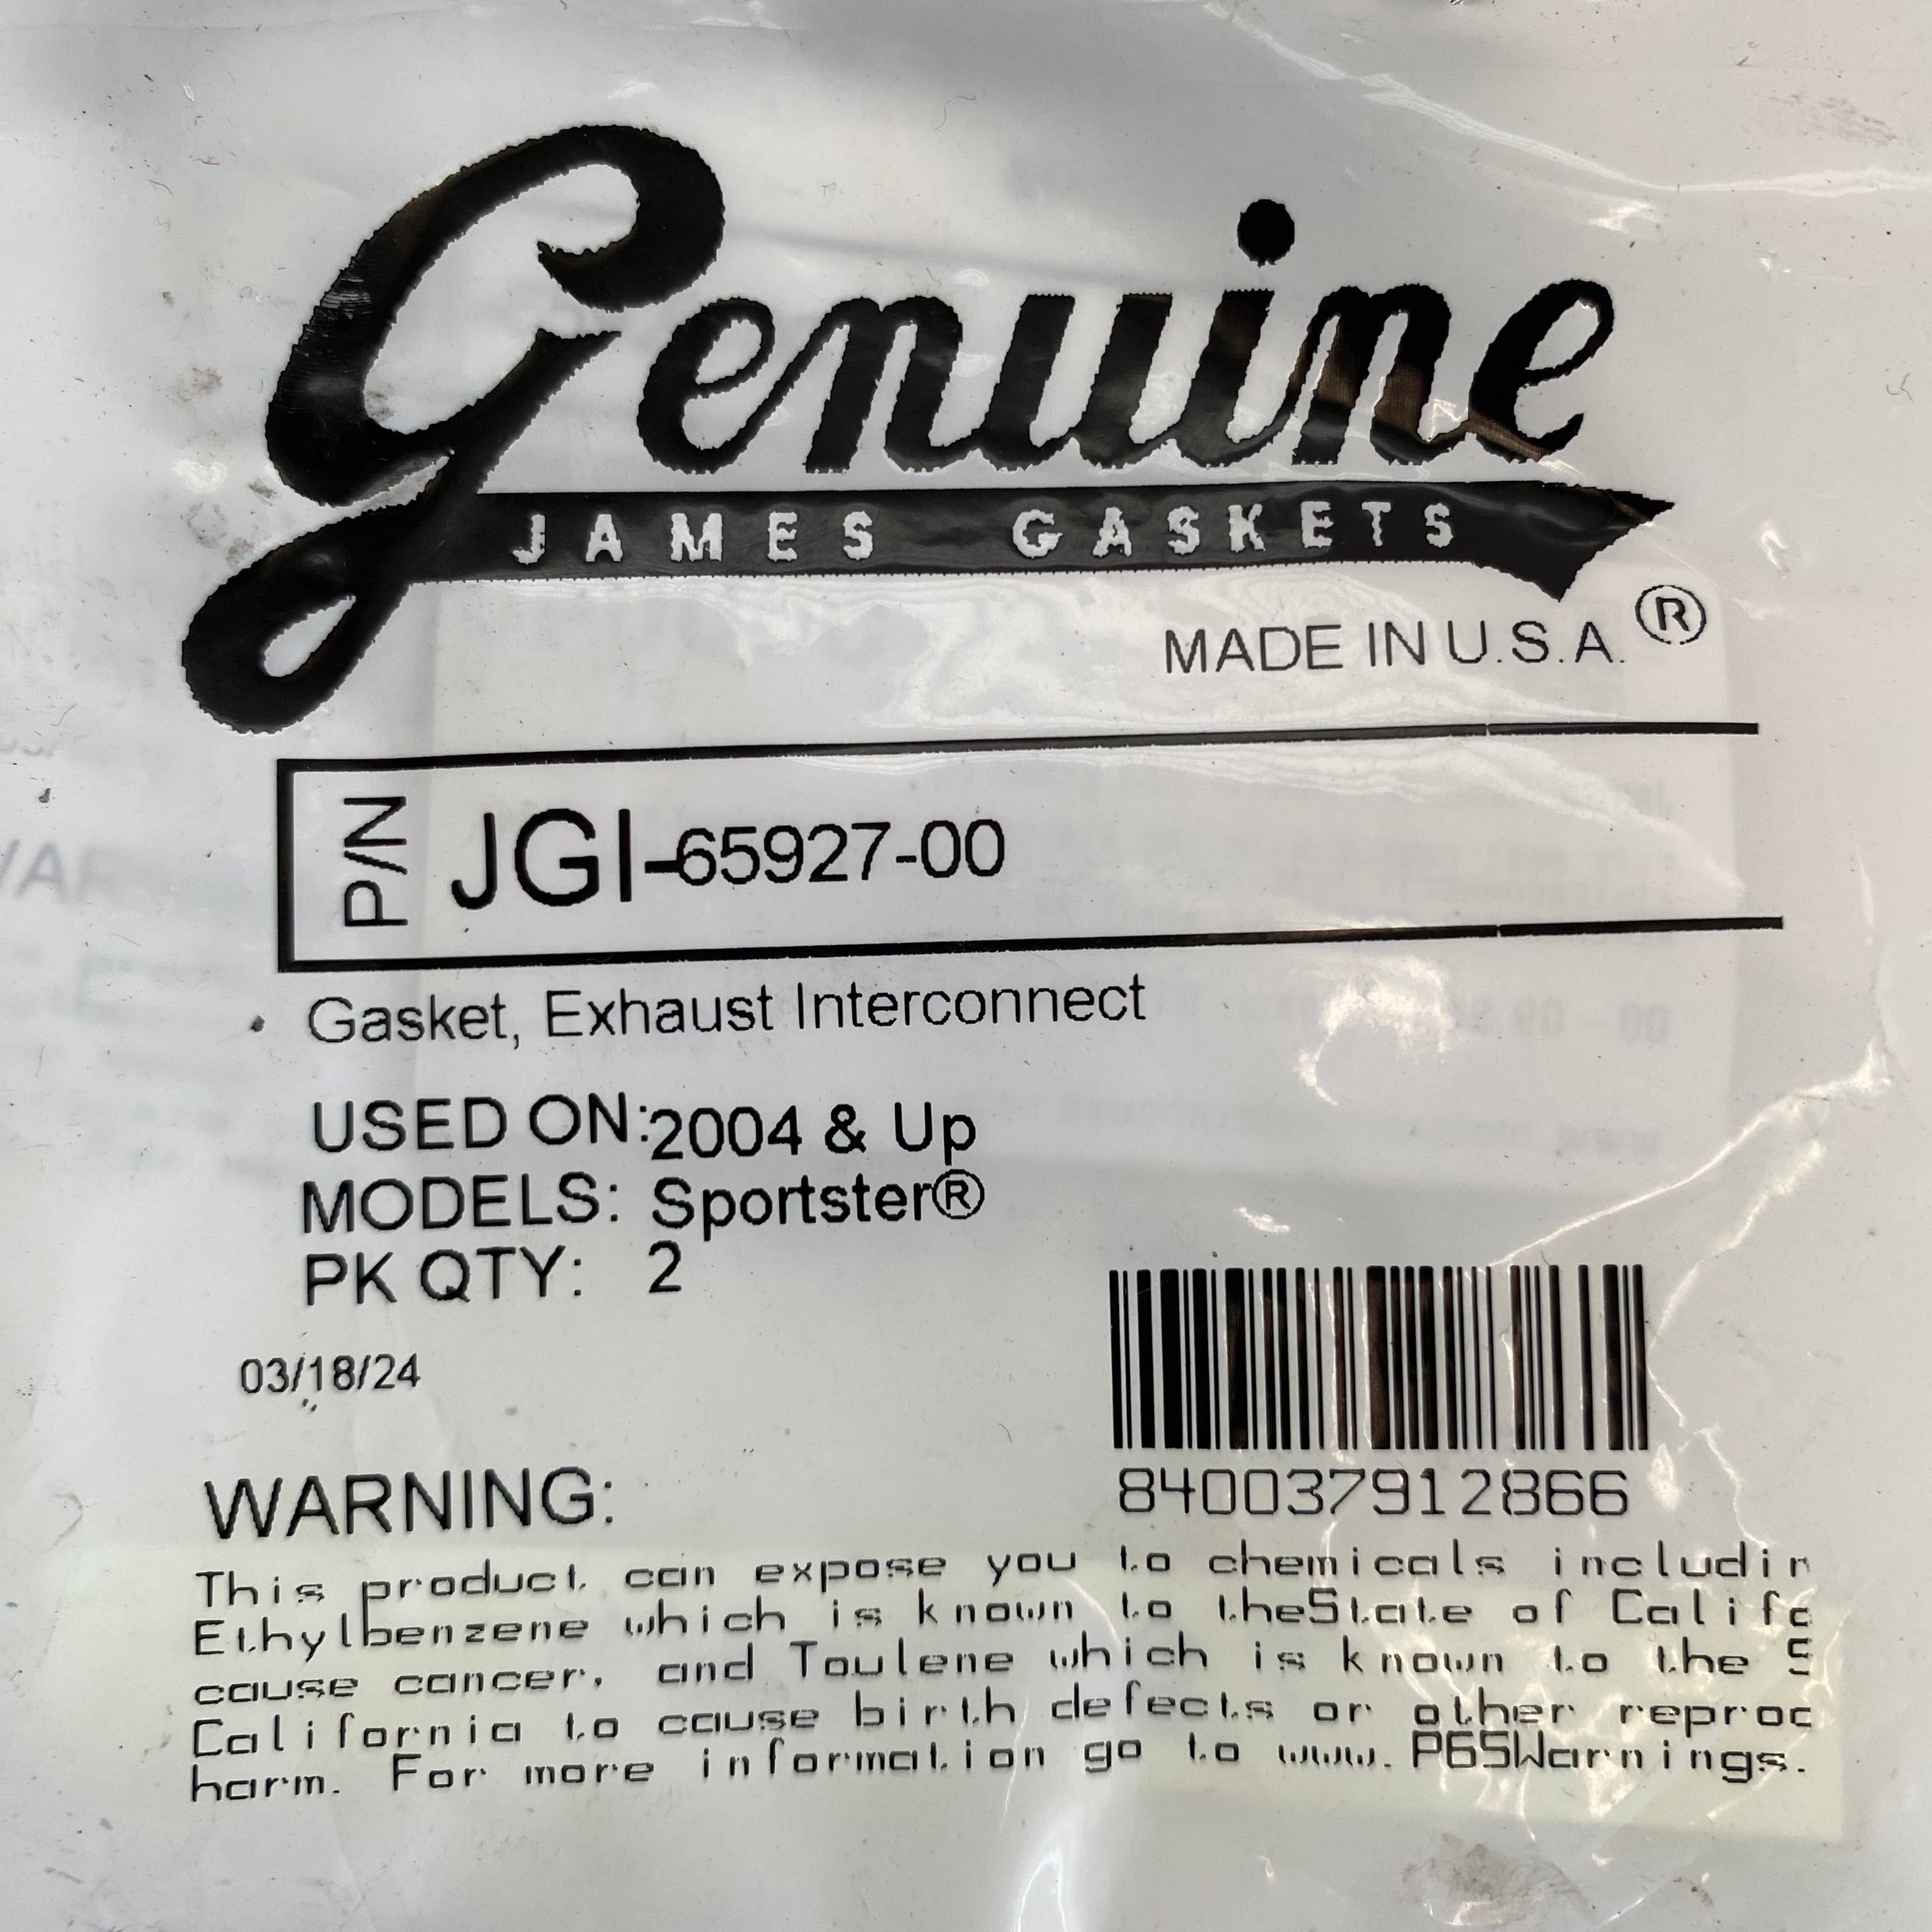 Genuine
JAMES GASKETS
®
MADE IN U.S.A.
P/N JGI-65927-00
Gasket, Exhaust Interconnect
USED ON: 2004 & Up
MODELS: Sportster®
PK QTY: 2
03/18/24
840037912866
WARNING:
This product can expose you to chemicals includin
Ethylbenzene which is known to theState of Califo
cause cancer, and Toulene which is known to the S
California to cause birth defects or other reproc
harm. For more information go to www.P65Warnings.